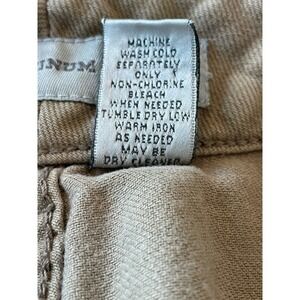 INUM
MACHINE
WASH COLD
SEPARATELY
ONLY
NON-CHLORINE
BLEACH
WHEN NEEDED
TUMBLE DRY LOW
WARM IRON
AS NEEDED
MAY BE
DRY CLEANED